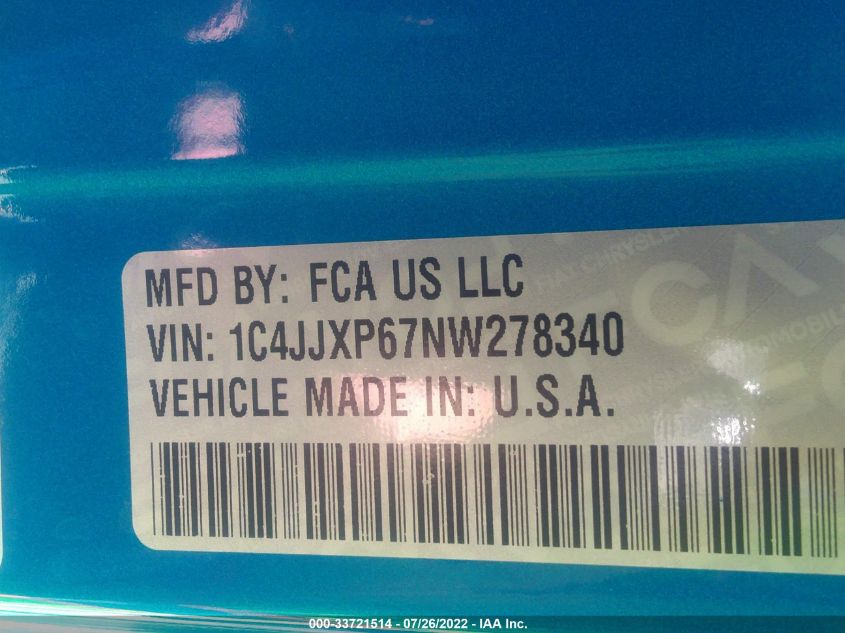 MFD BY: FCA US LLC
VIN: 1C4JJXP67NW278340
VEHICLE MADE IN: U.S.A.
000-33721514 - 07/26/2022 - IAA Inc.